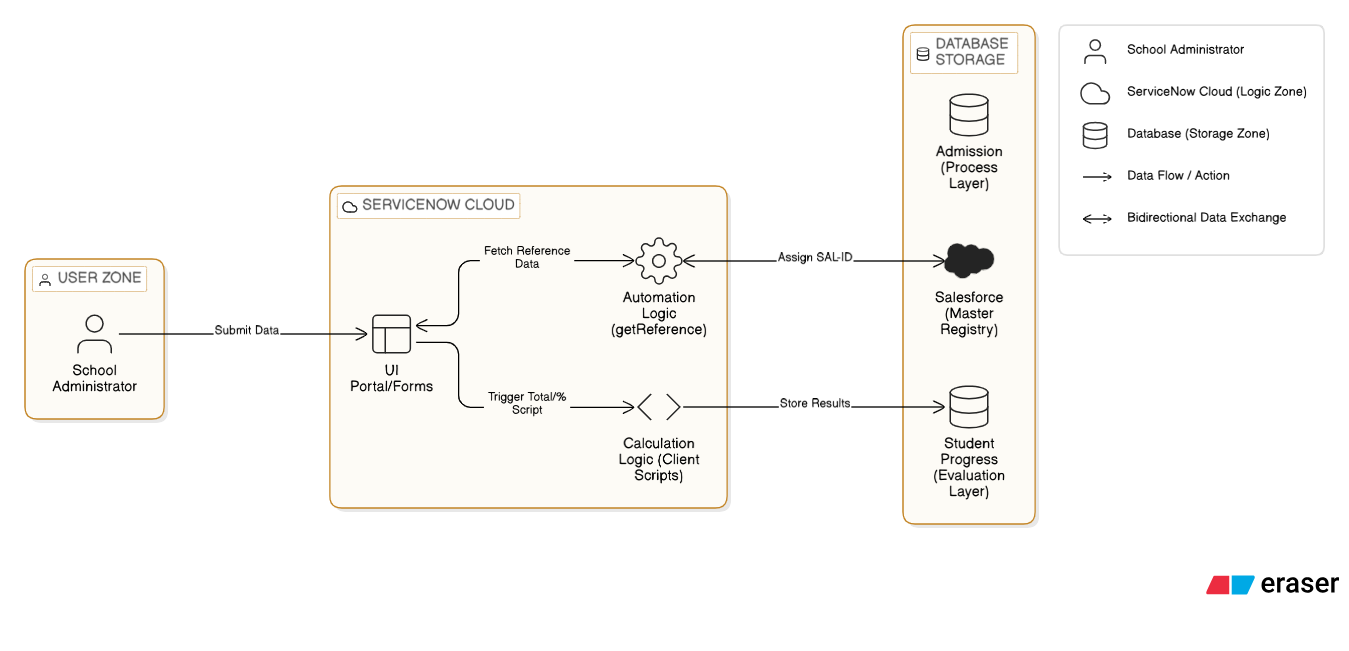 USER ZONE
School
Administrator
Submit Data
SERVICENOW CLOUD
UI
Portal/Forms
Fetch Reference
Data
Automation
Logic
(getReference)
Trigger Total/%
Script
Calculation
Logic (Client
Scripts)
Assign SAL-ID
Store Results
DATABASE
STORAGE
Admission
(Process
Layer)
Salesforce
(Master
Registry)
Student
Progress
(Evaluation
Layer)
School Administrator
ServiceNow Cloud (Logic Zone)
Database (Storage Zone)
Data Flow / Action
Bidirectional Data Exchange
eraser